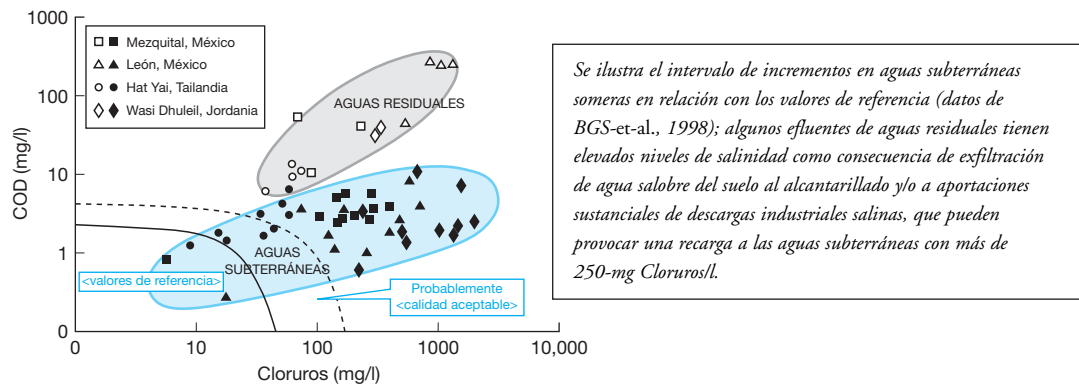 1000
100
10
1
0
COD (mg/l)
Mezquital, México
León, México
Hat Yai, Tailandia
Wasi Dhuleil, Jordania
AGUAS RESIDUALES
AGUAS
SUBTERRÁNEAS
<valores de referencia>
Probablemente
<calidad aceptable>
0
10
100
1000
10,000
Cloruros (mg/l)
Se ilustra el intervalo de incrementos en aguas subterráneas
someras en relación con los valores de referencia (datos de
BGS-et-al., 1998); algunos efluentes de aguas residuales tienen
elevados niveles de salinidad como consecuencia de exfiltración
de agua salobre del suelo al alcantarillado y/o a aportaciones
sustanciales de descargas industriales salinas, que pueden
provocar una recarga a las aguas subterráneas con más de
250-mg Cloruros/l.